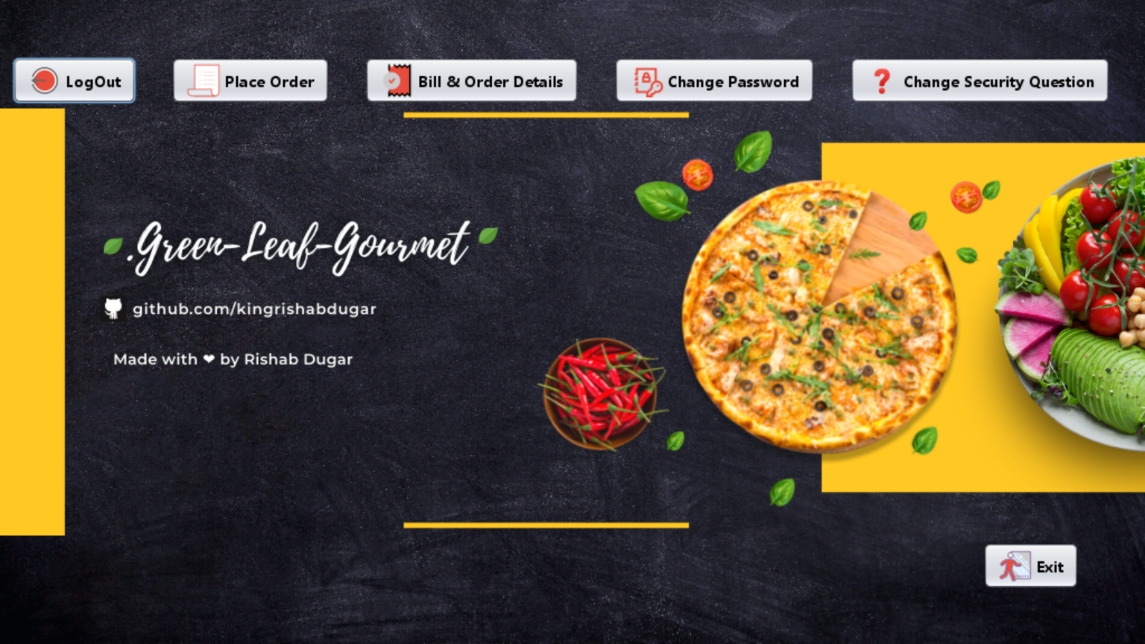 LogOut
Place Order
Bill & Order Details
Change Password
Change Security Question
.Green-Leaf-Gourmet
github.com/kingrishabdugar
Made with ❤ by Rishab Dugar
Exit